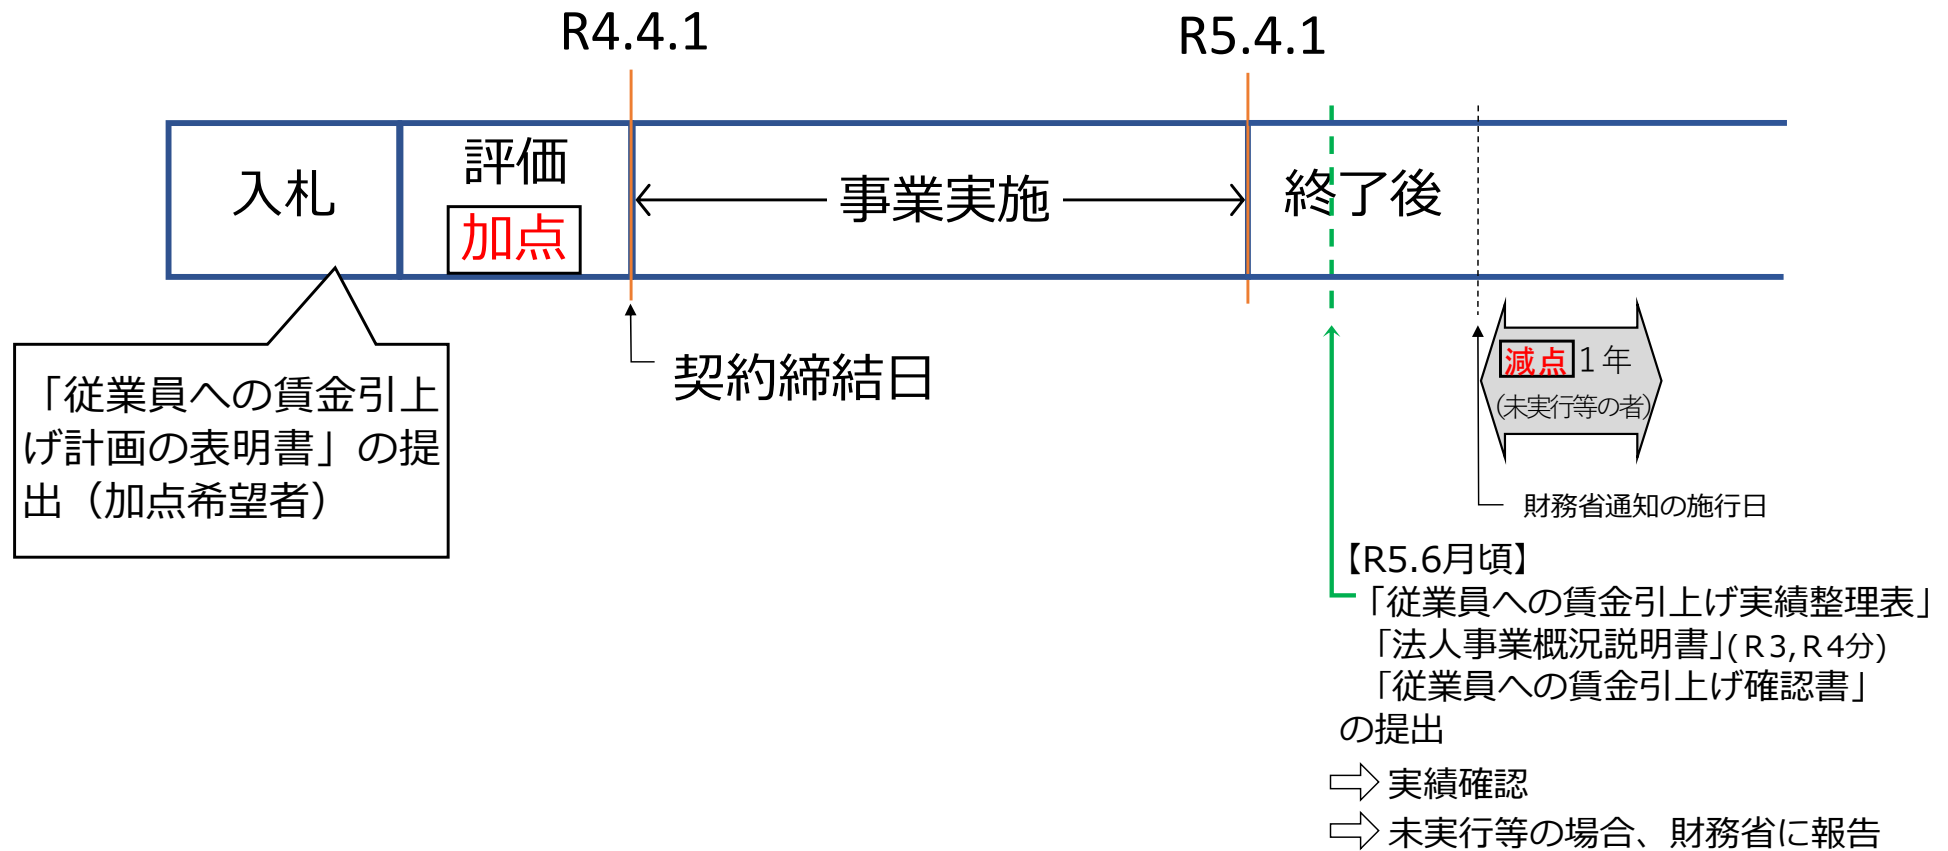 R4.4.1
R5.4.1
入札
評価
加点
事業実施
終了後
契約締結日
「従業員への賃金引上
げ計画の表明書」の提
出（加点希望者）
減点１年
(未実行等の者)
財務省通知の施行日
【R5.6月頃】
「従業員への賃金引上げ実績整理表」
「法人事業概況説明書」(Ｒ3,Ｒ4分)
「従業員への賃金引上げ確認書」
の提出
⇨ 実績確認
⇨ 未実行等の場合、財務省に報告